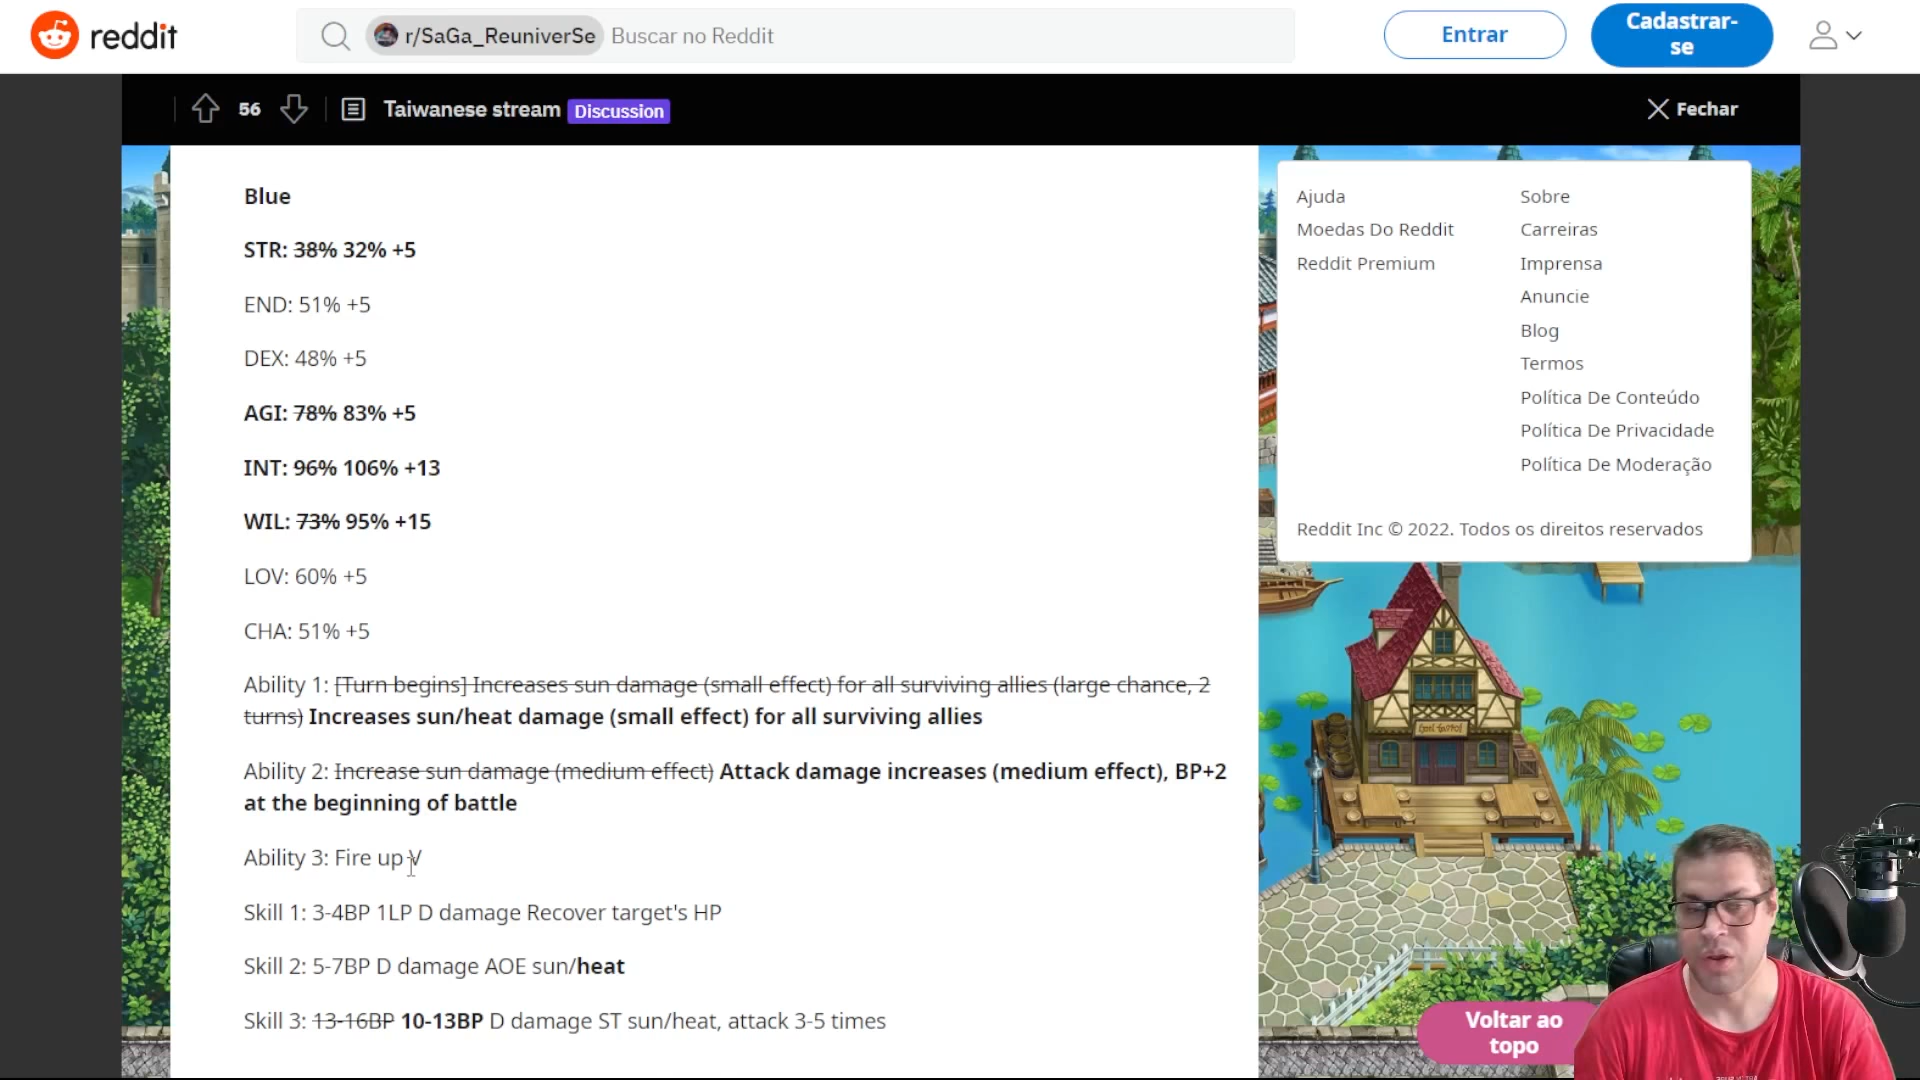 reddit
r/SaGa_ReuniverSe Buscar no Reddit
Entrar
Cadastrar-
se
56 Taiwanese stream Discussion
Fechar
Blue
STR: 38% 32% +5
END: 51% +5
DEX: 48% +5
AGI: 78% 83% +5
INT: 96% 106% +13
WIL: 73% 95% +15
LOV: 60% +5
CHA: 51% +5
Ability 1: [Turn begins] Increases sun damage (small effect) for all surviving allies (large chance, 2
turns) Increases sun/heat damage (small effect) for all surviving allies
Ability 2: Increase sun damage (medium effect) Attack damage increases (medium effect), BP+2
at the beginning of battle
Ability 3: Fire up V
Skill 1: 3-4BP 1LP D damage Recover target's HP
Skill 2: 5-7BP D damage AOE sun/heat
Skill 3: 13-16BP 10-13BP D damage ST sun/heat, attack 3-5 times
Ajuda
Moedas Do Reddit
Reddit Premium
Sobre
Carreiras
Imprensa
Anuncie
Blog
Termos
Política De Conteúdo
Política De Privacidade
Política De Moderação
Reddit Inc © 2022. Todos os direitos reservados
Voltar ao
topo